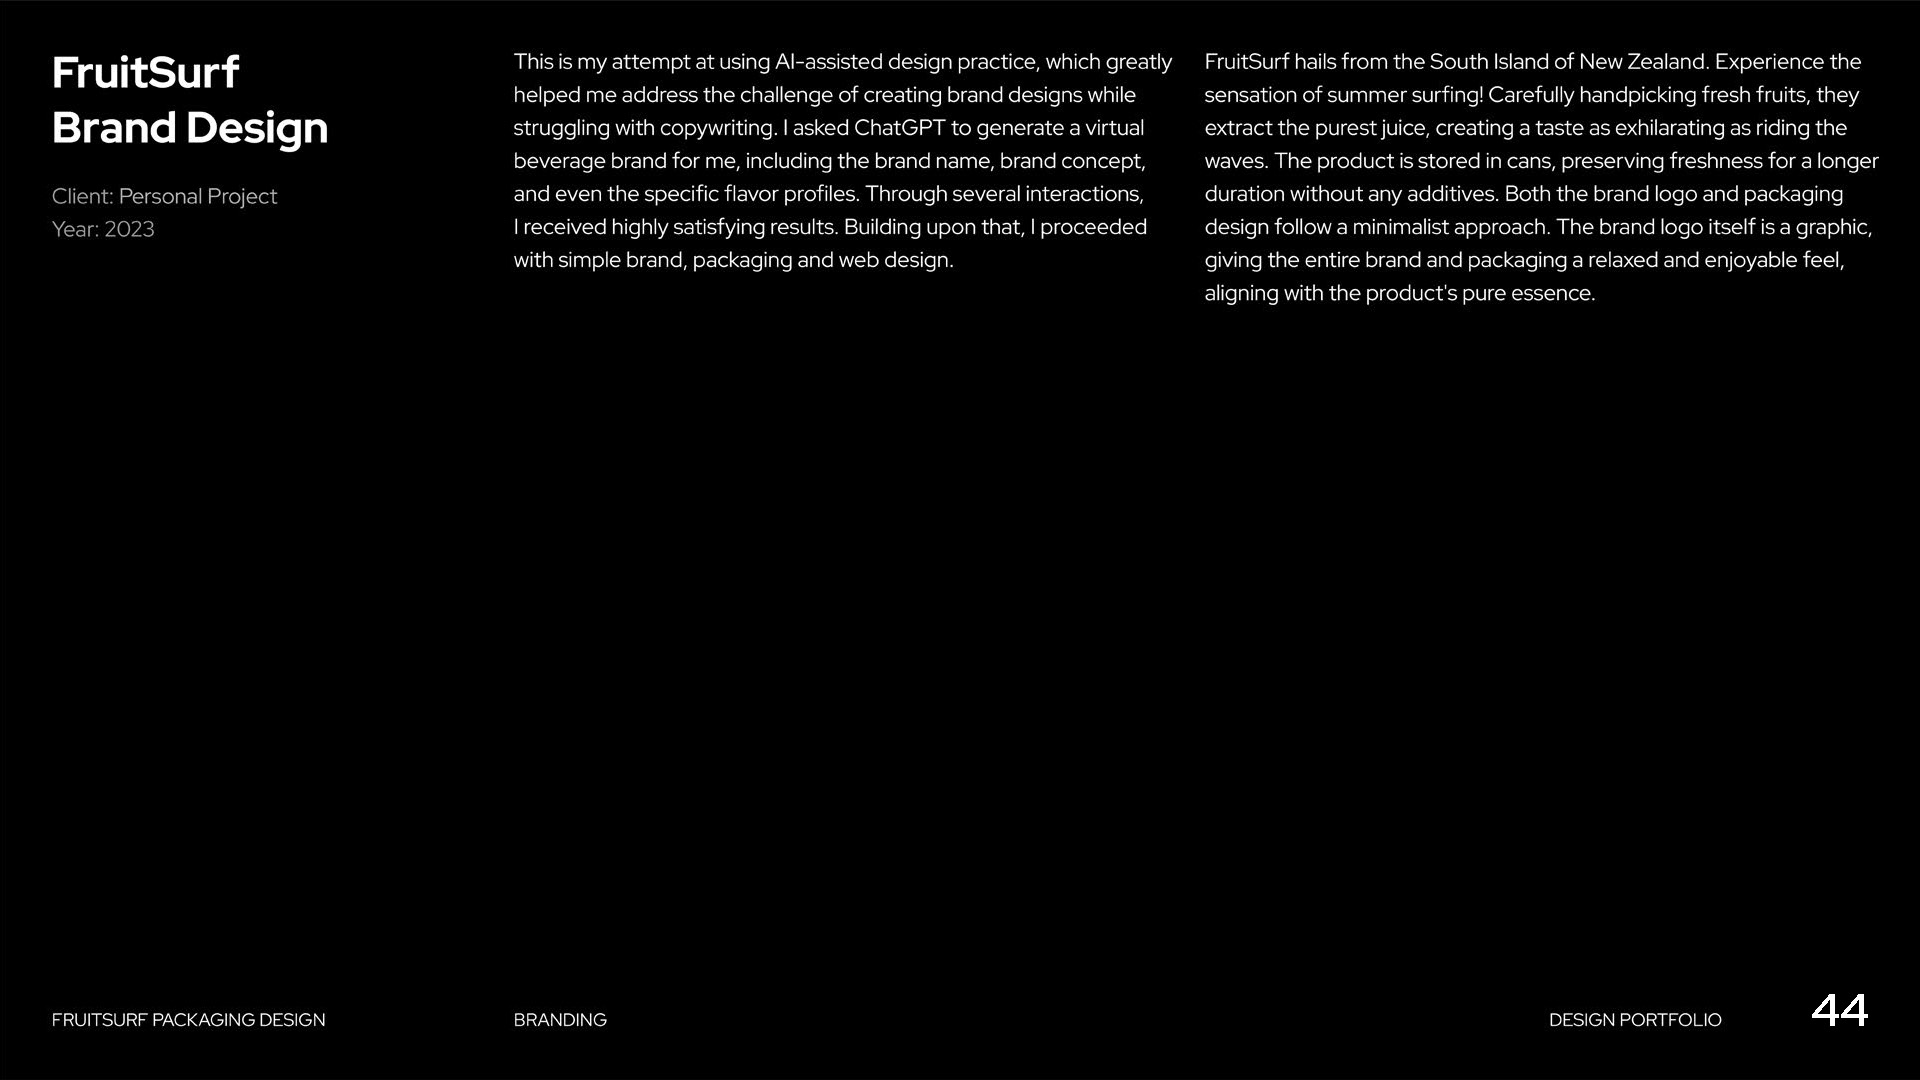 FruitSurf
Brand Design
Client: Personal Project
Year: 2023
This is my attempt at using AI-assisted design practice, which greatly
helped me address the challenge of creating brand designs while
struggling with copywriting. I asked ChatGPT to generate a virtual
beverage brand for me, including the brand name, brand concept,
and even the specific flavor profiles. Through several interactions,
I received highly satisfying results. Building upon that, I proceeded
with simple brand, packaging and web design.
FruitSurf hails from the South Island of New Zealand. Experience the
sensation of summer surfing! Carefully handpicking fresh fruits, they
extract the purest juice, creating a taste as exhilarating as riding the
waves. The product is stored in cans, preserving freshness for a longer
duration without any additives. Both the brand logo and packaging
design follow a minimalist approach. The brand logo itself is a graphic,
giving the entire brand and packaging a relaxed and enjoyable feel,
aligning with the product's pure essence.
FRUITSURF PACKAGING DESIGN
BRANDING
DESIGN PORTFOLIO
44